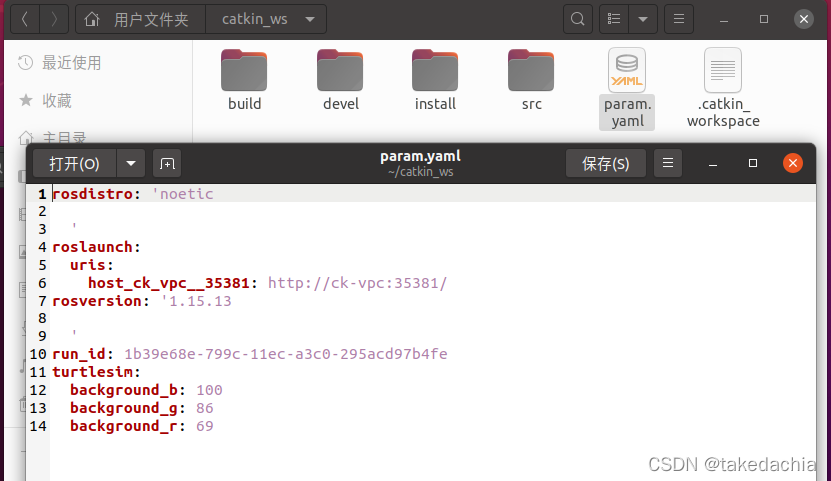 用户文件夹
catkin_ws
最近使用
收藏
主目录
build
devel
install
src
YAML
param.
yaml
.catkin_
workspace
打开(O)
param.yaml
~/catkin_ws
保存(S)
1 rosdistro: 'noetic
2
3   '
4 roslaunch:
5   uris:
6     host_ck_vpc__35381: http://ck-vpc:35381/
7 rosversion: '1.15.13
8
9   '
10 run_id: 1b39e68e-799c-11ec-a3c0-295acd97b4fe
11 turtlesim:
12   background_b: 100
13   background_g: 86
14   background_r: 69
CSDN @takedachia